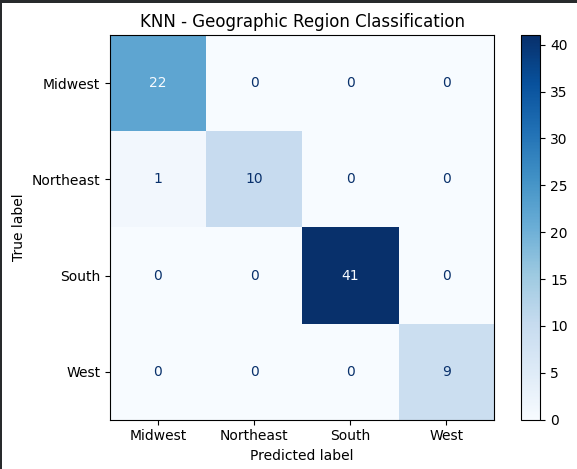 KNN - Geographic Region Classification
True label
Midwest 22 0 0 0
Northeast 1 10 0 0
South 0 0 41 0
West 0 0 0 9
Midwest Northeast South West
Predicted label
40
35
30
25
20
15
10
5
0